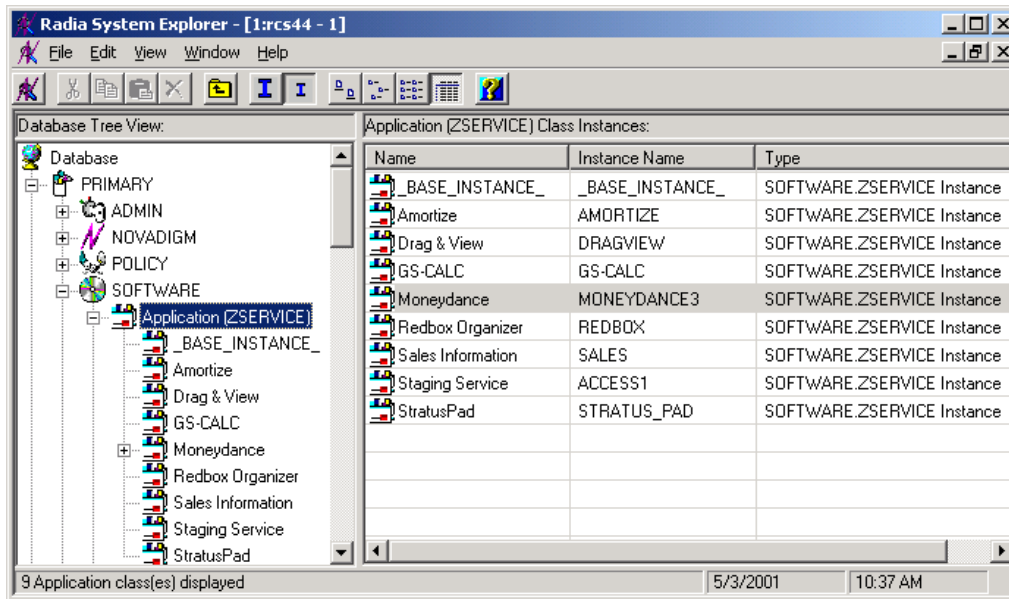 Radia System Explorer - [1:rcs44 - 1]
File Edit View Window Help
Database Tree View:
Application (ZSERVICE) Class Instances:
Database
PRIMARY
ADMIN
NOVADIGM
POLICY
SOFTWARE
Application (ZSERVICE)
_BASE_INSTANCE_
Amortize
Drag & View
GS-CALC
Moneydance
Redbox Organizer
Sales Information
Staging Service
StratusPad
Name Instance Name Type
_BASE_INSTANCE_ _BASE_INSTANCE_ SOFTWARE.ZSERVICE Instance
Amortize AMORTIZE SOFTWARE.ZSERVICE Instance
Drag & View DRAGVIEW SOFTWARE.ZSERVICE Instance
GS-CALC GS-CALC SOFTWARE.ZSERVICE Instance
Moneydance MONEYDANCE3 SOFTWARE.ZSERVICE Instance
Redbox Organizer REDBOX SOFTWARE.ZSERVICE Instance
Sales Information SALES SOFTWARE.ZSERVICE Instance
Staging Service ACCESS1 SOFTWARE.ZSERVICE Instance
StratusPad STRATUS_PAD SOFTWARE.ZSERVICE Instance
9 Application class(es) displayed 5/3/2001 10:37 AM